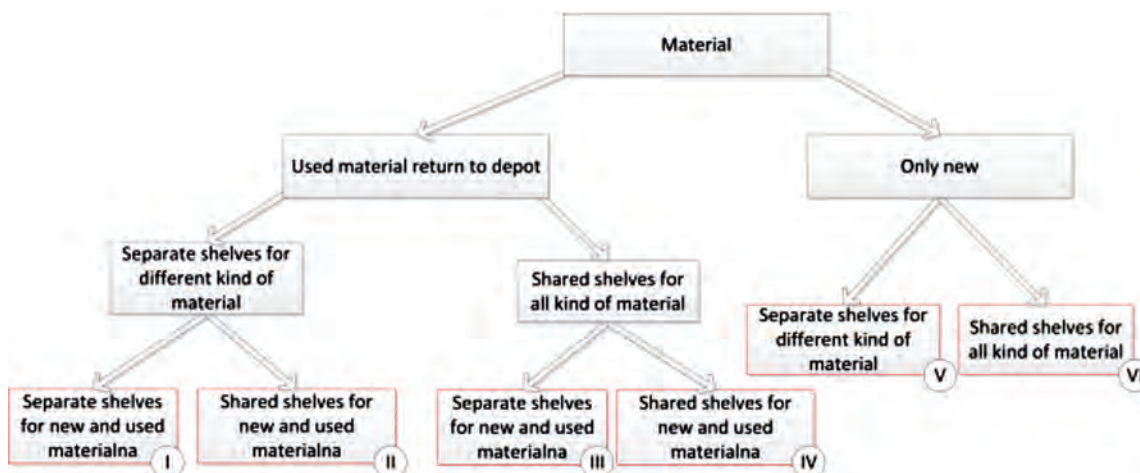 Material
Used material return to depot
Only new
Separate shelves for
different kind of
material
Shared shelves for
all kind of material
Separate shelves for
different kind of
material
V
Shared shelves for
all kind of material
Separate shelves
for new and used
materialna
I
Shared shelves for
new and used
materialna
II
Separate shelves
for new and used
materialna
III
Shared shelves for
new and used
materialna
IV